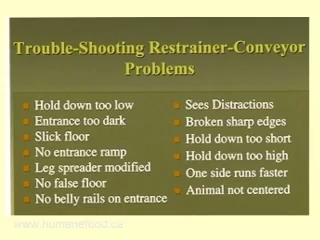 Trouble-Shooting Restrainer-Conveyor
Problems
Hold down too low
Entrance too dark
Slick floor
No entrance ramp
Leg spreader modified
No false floor
No belly rails on entrance
Sees Distractions
Broken sharp edges
Hold down too short
Hold down too high
One side runs faster
Animal not centered
www.humanefood.ca